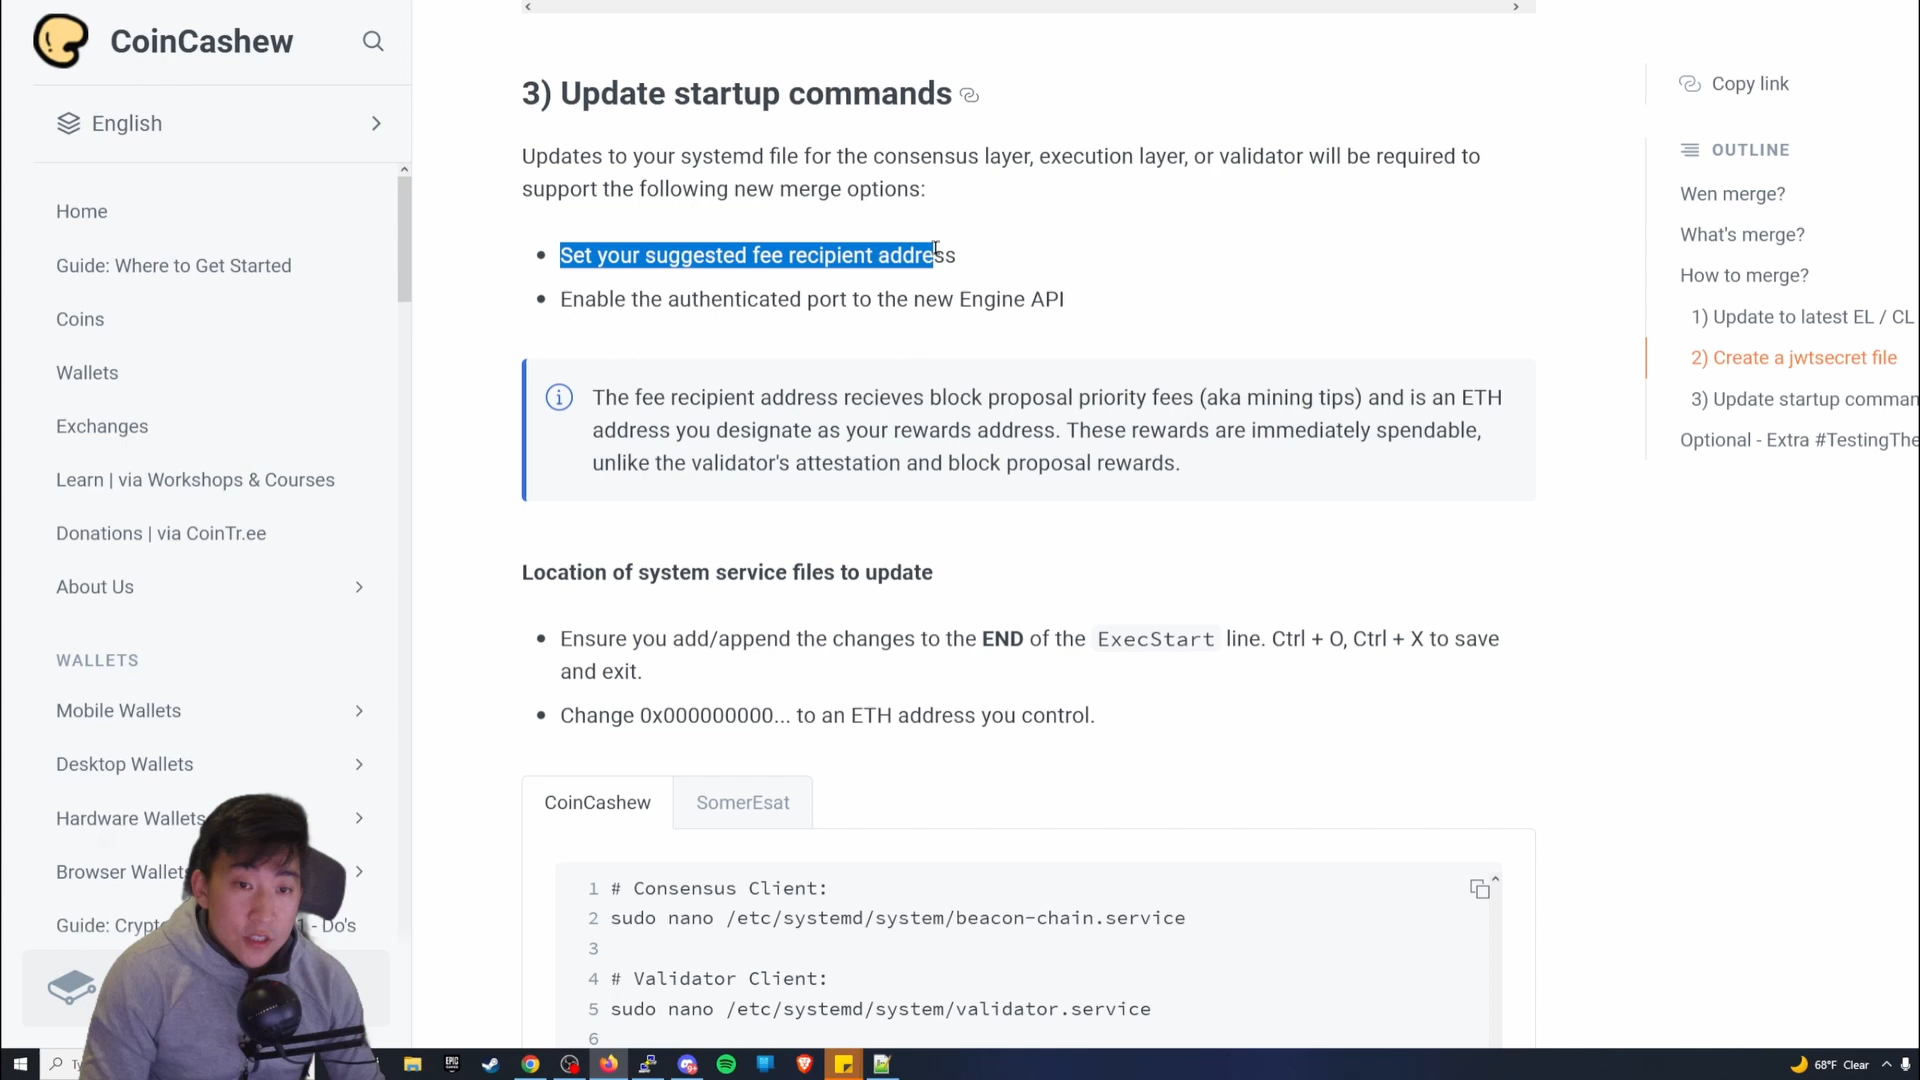 CoinCashew
English
Home
Guide: Where to Get Started
Coins
Wallets
Exchanges
Learn | via Workshops & Courses
Donations | via CoinTr.ee
About Us
WALLETS
Mobile Wallets
Desktop Wallets
Hardware Wallets
Browser Wallets
Guide: Crypt
1 - Do's
3) Update startup commands
Updates to your systemd file for the consensus layer, execution layer, or validator will be required to
support the following new merge options:
Set your suggested fee recipient address
Enable the authenticated port to the new Engine API
The fee recipient address recieves block proposal priority fees (aka mining tips) and is an ETH
address you designate as your rewards address. These rewards are immediately spendable,
unlike the validator's attestation and block proposal rewards.
Location of system service files to update
Ensure you add/append the changes to the END of the ExecStart line. Ctrl + O, Ctrl + X to save
and exit.
Change 0x000000000... to an ETH address you control.
CoinCashew SomerEsat
1 # Consensus Client:
2 sudo nano /etc/systemd/system/beacon-chain.service
3
4 # Validator Client:
5 sudo nano /etc/systemd/system/validator.service
6
Copy link
OUTLINE
Wen merge?
What's merge?
How to merge?
1) Update to latest EL / CL
2) Create a jwtsecret file
3) Update startup comman
Optional - Extra #TestingThe
Ty
EPIC
GAMES
68°F Clear